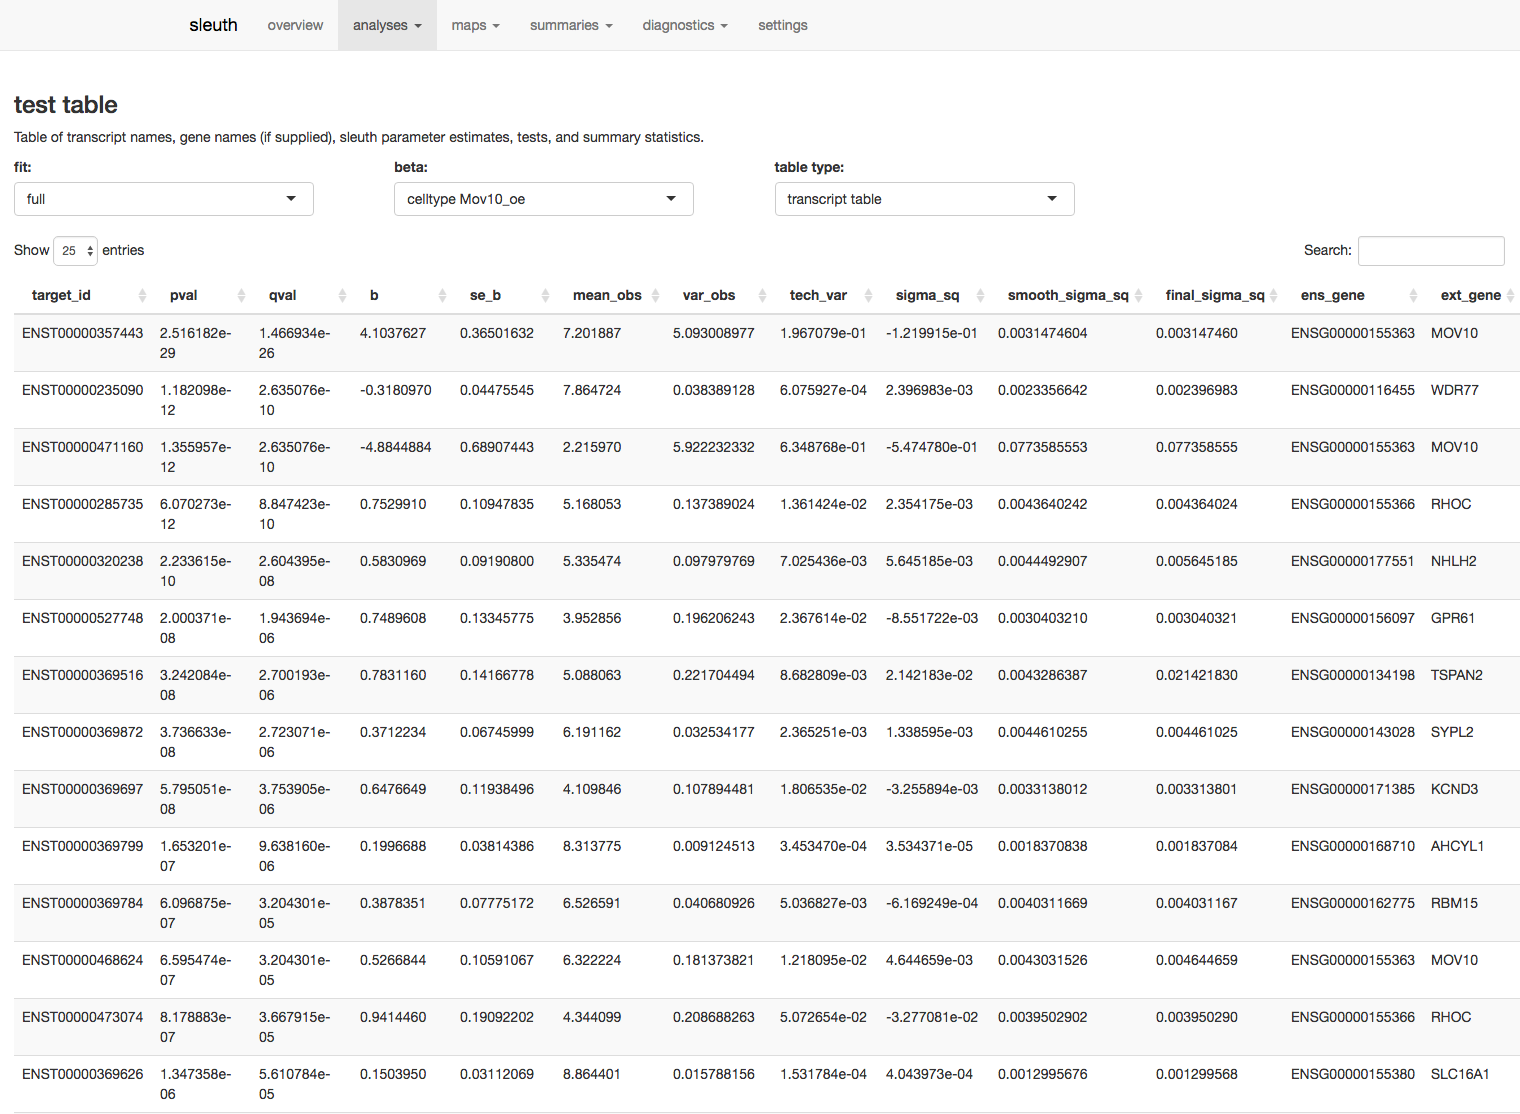 sleuth overview analyses maps summaries diagnostics settings
test table
Table of transcript names, gene names (if supplied), sleuth parameter estimates, tests, and summary statistics.
fit: beta: table type:
full celltype Mov10_oe transcript table
Show 25 entries Search:
target_id pval qval b se_b mean_obs var_obs tech_var sigma_sq smooth_sigma_sq final_sigma_sq ens_gene ext_gene
ENST00000357443 2.516182e- 1.466934e- 4.1037627 0.36501632 7.201887 5.093008977 1.967079e-01 -1.219915e-01 0.0031474604 0.003147460 ENSG00000155363 MOV10
29 26
ENST00000235090 1.182098e- 2.635076e- -0.3180970 0.04475545 7.864724 0.038389128 6.075927e-04 2.396983e-03 0.0023356642 0.002396983 ENSG00000116455 WDR77
12 10
ENST00000471160 1.355957e- 2.635076e- -4.8844884 0.68907443 2.215970 5.922232332 6.348768e-01 -5.474780e-01 0.0773585553 0.077358555 ENSG00000155363 MOV10
12 10
ENST00000285735 6.070273e- 8.847423e- 0.7529910 0.10947835 5.168053 0.137389024 1.361424e-02 2.354175e-03 0.0043640242 0.004364024 ENSG00000155366 RHOC
12 10
ENST00000320238 2.233615e- 2.604395e- 0.5830969 0.09190800 5.335474 0.097979769 7.025436e-03 5.645185e-03 0.0044492907 0.005645185 ENSG00000177551 NHLH2
10 08
ENST00000527748 2.000371e- 1.943694e- 0.7489608 0.13345775 3.952856 0.196206243 2.367614e-02 -8.551722e-03 0.0030403210 0.003040321 ENSG00000156097 GPR61
08 06
ENST00000369516 3.242084e- 2.700193e- 0.7831160 0.14166778 5.088063 0.221704494 8.682809e-03 2.142183e-02 0.0043286387 0.021421830 ENSG00000134198 TSPAN2
08 06
ENST00000369872 3.736633e- 2.723071e- 0.3712234 0.06745999 6.191162 0.032534177 2.365251e-03 1.338595e-03 0.0044610255 0.004461025 ENSG00000143028 SYPL2
08 06
ENST00000369697 5.795051e- 3.753905e- 0.6476649 0.11938496 4.109846 0.107894481 1.806535e-02 -3.255894e-03 0.0033138012 0.003313801 ENSG00000171385 KCND3
08 06
ENST00000369799 1.653201e- 9.638160e- 0.1996688 0.03814386 8.313775 0.009124513 3.453470e-04 3.534371e-05 0.0018370838 0.001837084 ENSG00000168710 AHCYL1
07 06
ENST00000369784 6.096875e- 3.204301e- 0.3878351 0.07775172 6.526591 0.040680926 5.036827e-03 -6.169249e-04 0.0040311669 0.004031167 ENSG00000162775 RBM15
07 05
ENST00000468624 6.595474e- 3.204301e- 0.5266844 0.10591067 6.322224 0.181373821 1.218095e-02 4.644659e-03 0.0043031526 0.004644659 ENSG00000155363 MOV10
07 05
ENST00000473074 8.178883e- 3.667915e- 0.9414460 0.19092202 4.344099 0.208688263 5.072654e-02 -3.277081e-02 0.0039502902 0.003950290 ENSG00000155366 RHOC
07 05
ENST00000369626 1.347358e- 5.610784e- 0.1503950 0.03112069 8.864401 0.015788156 1.531784e-04 4.043973e-04 0.0012995676 0.001299568 ENSG00000155380 SLC16A1
06 05